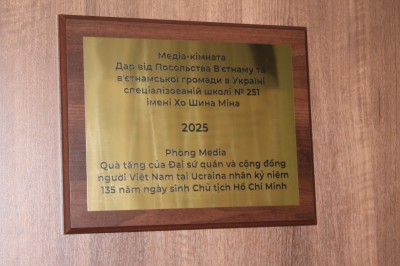 Медіа-кімната
Дар від Посольства В'єтнаму та
в'єтнамської громади в Україні
спеціалізованій школі № 251
імені Хо Ши Міна
2025
Phòng Media
Quà tặng của Đại sứ quán và cộng đồng
người Việt Nam tại Ucraina nhân kỷ niệm
135 năm ngày sinh Chủ tịch Hồ Chí Minh